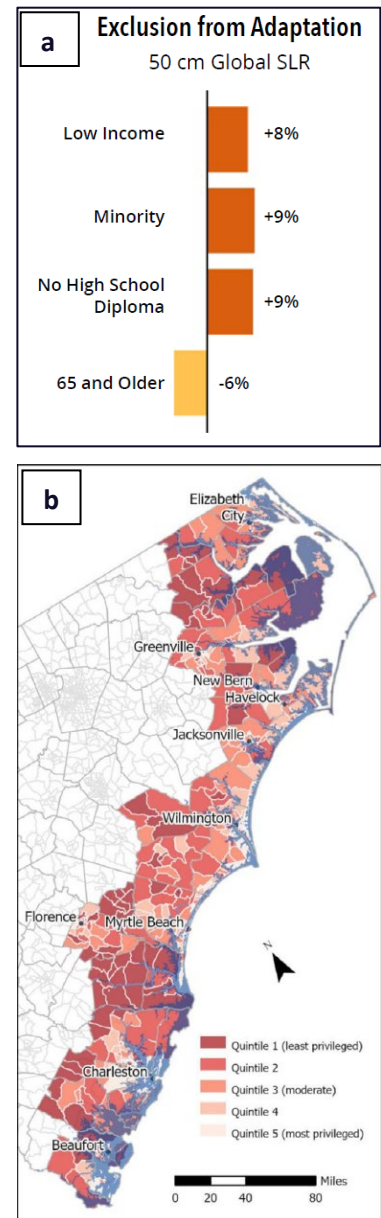 a
Exclusion from Adaptation
50 cm Global SLR
Low Income
+8%
Minority
+9%
No High School
Diploma
+9%
65 and Older
-6%
b
Elizabeth
City
Greenville
New Bern
Havelock
Jacksonville
Wilmington
Florence
Myrtle Beach
N
Charleston
Beaufort
Quintile 1 (least privileged)
Quintile 2
Quintile 3 (moderate)
Quintile 4
Quintile 5 (most privileged)
Miles
0 20 40 80